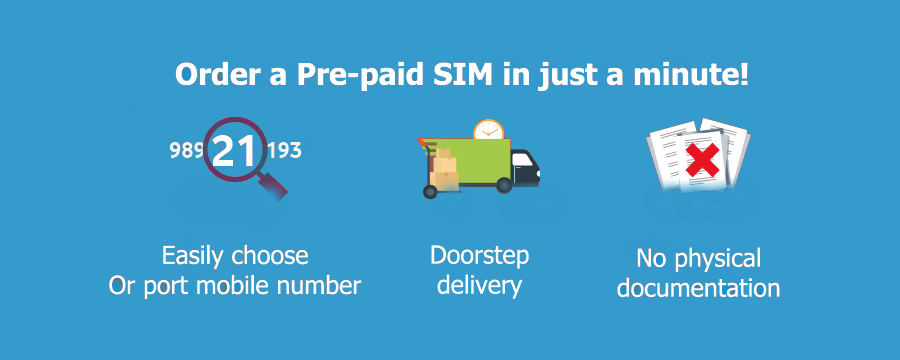 Order a Pre-paid SIM in just a minute!
989 21 193
Easily choose
Or port mobile number
Doorstep
delivery
No physical
documentation